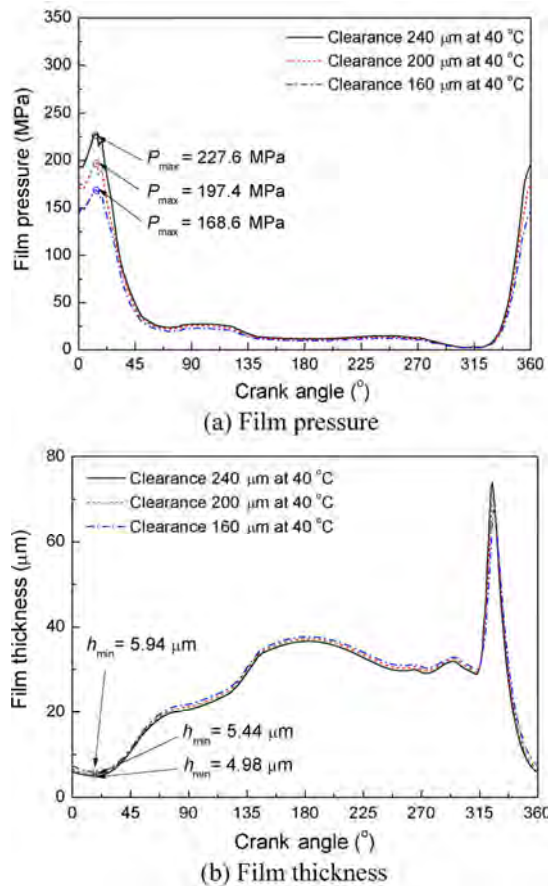 350
300
250
200
150
100
50
0
Film pressure (MPa)
Clearance 240 μm at 40 °C
Clearance 200 μm at 40 °C
Clearance 160 μm at 40 °C
Pmax = 227.6 MPa
Pmax = 197.4 MPa
Pmax = 168.6 MPa
0 45 90 135 180 225 270 315 360
Crank angle (°)
(a) Film pressure
80
60
40
20
0
Film thickness (μm)
Clearance 240 μm at 40 °C
Clearance 200 μm at 40 °C
Clearance 160 μm at 40 °C
hmin = 5.94 μm
hmin = 5.44 μm
hmin = 4.98 μm
0 45 90 135 180 225 270 315 360
Crank angle (°)
(b) Film thickness